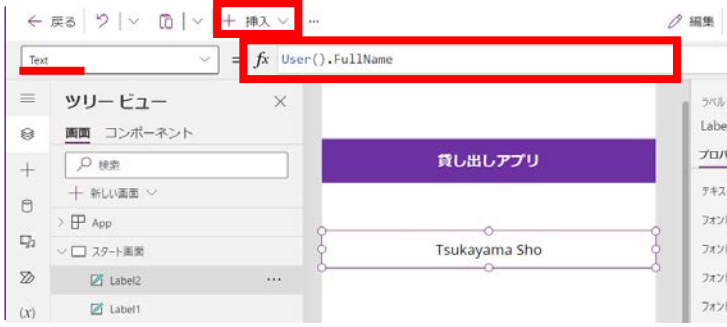 戻る 挿入 … 編集
Text = fx User().FullName
ツリー ビュー
画面 コンポーネント
検索
新しい画面
App
スタート画面
Label2 …
Label1
(x)
貸し出しアプリ
Tsukayama Sho
ラベル
Labe
プロパ
テキス
フォン
フォン
フォン
フォン